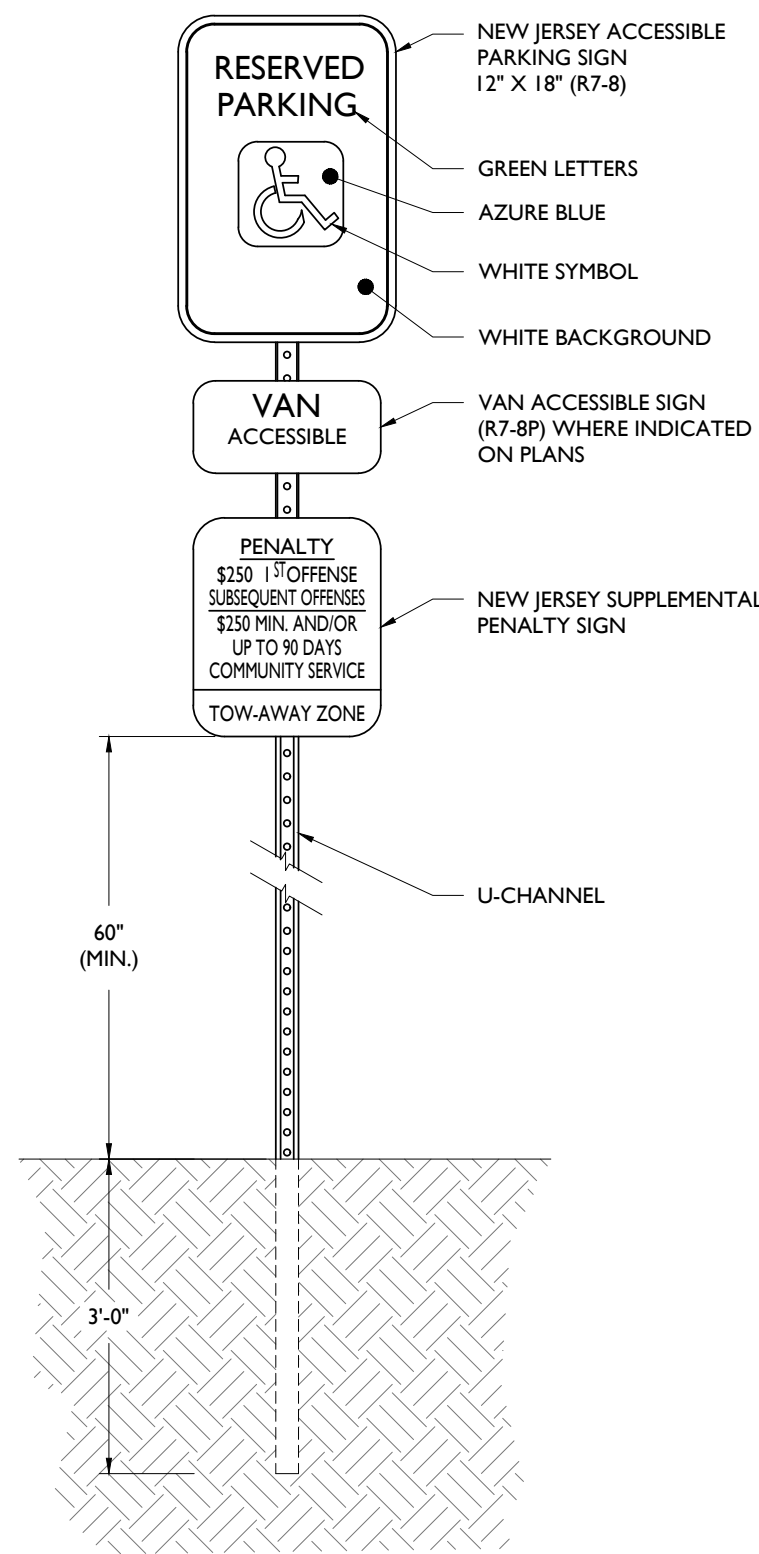 RESERVED
PARKING
NEW JERSEY ACCESSIBLE
PARKING SIGN
12" X 18" (R7-8)
GREEN LETTERS
AZURE BLUE
WHITE SYMBOL
WHITE BACKGROUND
VAN
ACCESSIBLE
VAN ACCESSIBLE SIGN
(R7-8P) WHERE INDICATED
ON PLANS
PENALTY
$250 1ST OFFENSE
SUBSEQUENT OFFENSES
$250 MIN. AND/OR
UP TO 90 DAYS
COMMUNITY SERVICE
TOW-AWAY ZONE
NEW JERSEY SUPPLEMENTAL
PENALTY SIGN
U-CHANNEL
60"
(MIN.)
3'-0"